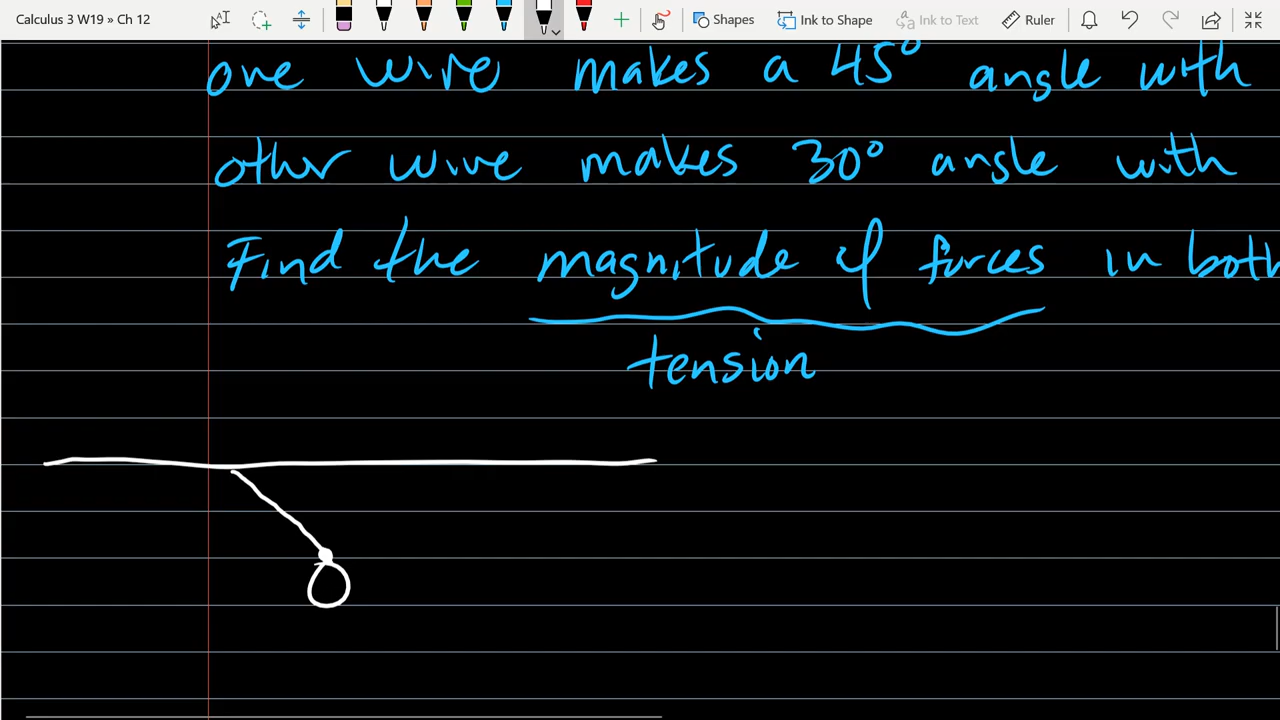 Calculus 3 W19 » Ch 12
Shapes
Ink to Shape
Ink to Text
Ruler
one wire makes a 45° angle with
other wire makes 30° angle with
Find the magnitude of forces in both
tension